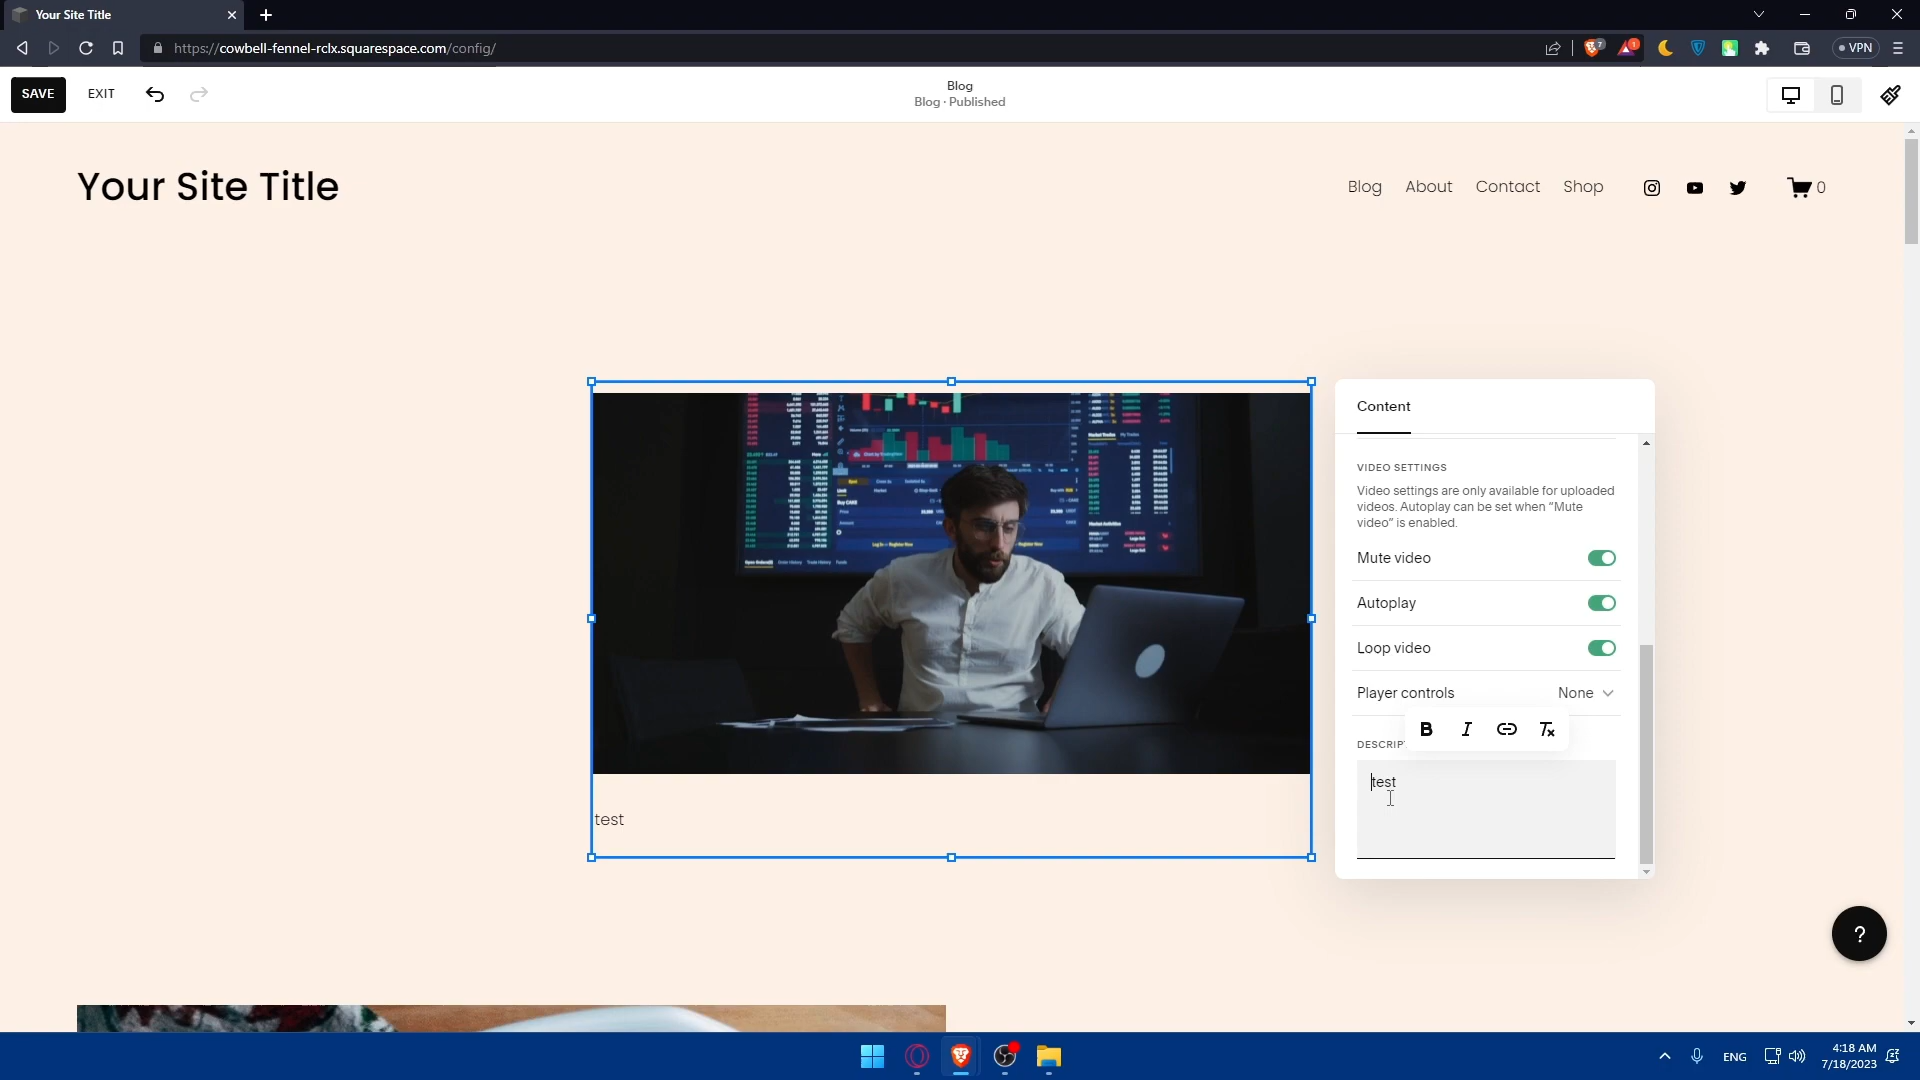 Your Site Title
https://cowbell-fennel-rclx.squarespace.com/config/
7
1
VPN
SAVE
EXIT
Blog
Blog · Published
Your Site Title
Blog
About
Contact
Shop
0
Content
VIDEO SETTINGS
Video settings are only available for uploaded
videos. Autoplay can be set when "Mute
video" is enabled.
Mute video
Autoplay
Loop video
Player controls
None
B I
DESCRIPT
test
test
?
ENG
4:18 AM
7/18/2023